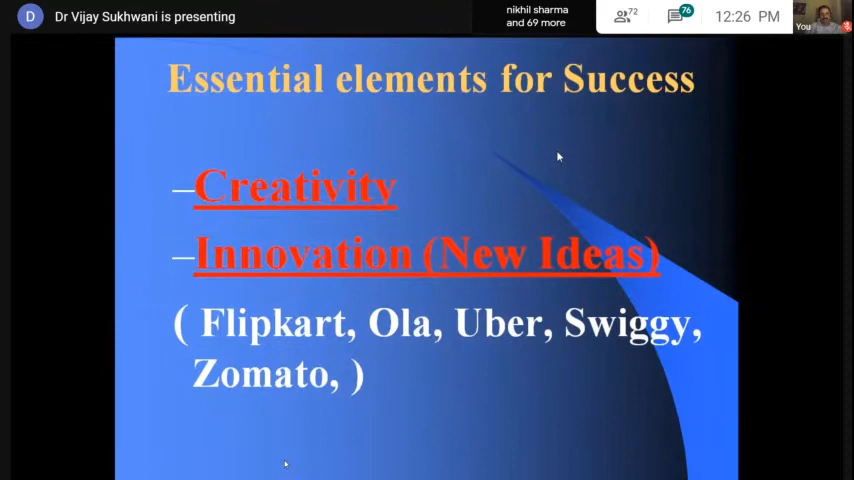 D
Dr Vijay Sukhwani is presenting
nikhil sharma
and 69 more
72
76
12:26 PM
You
Essential elements for Success
–Creativity
–Innovation (New Ideas)
( Flipkart, Ola, Uber, Swiggy,
Zomato, )